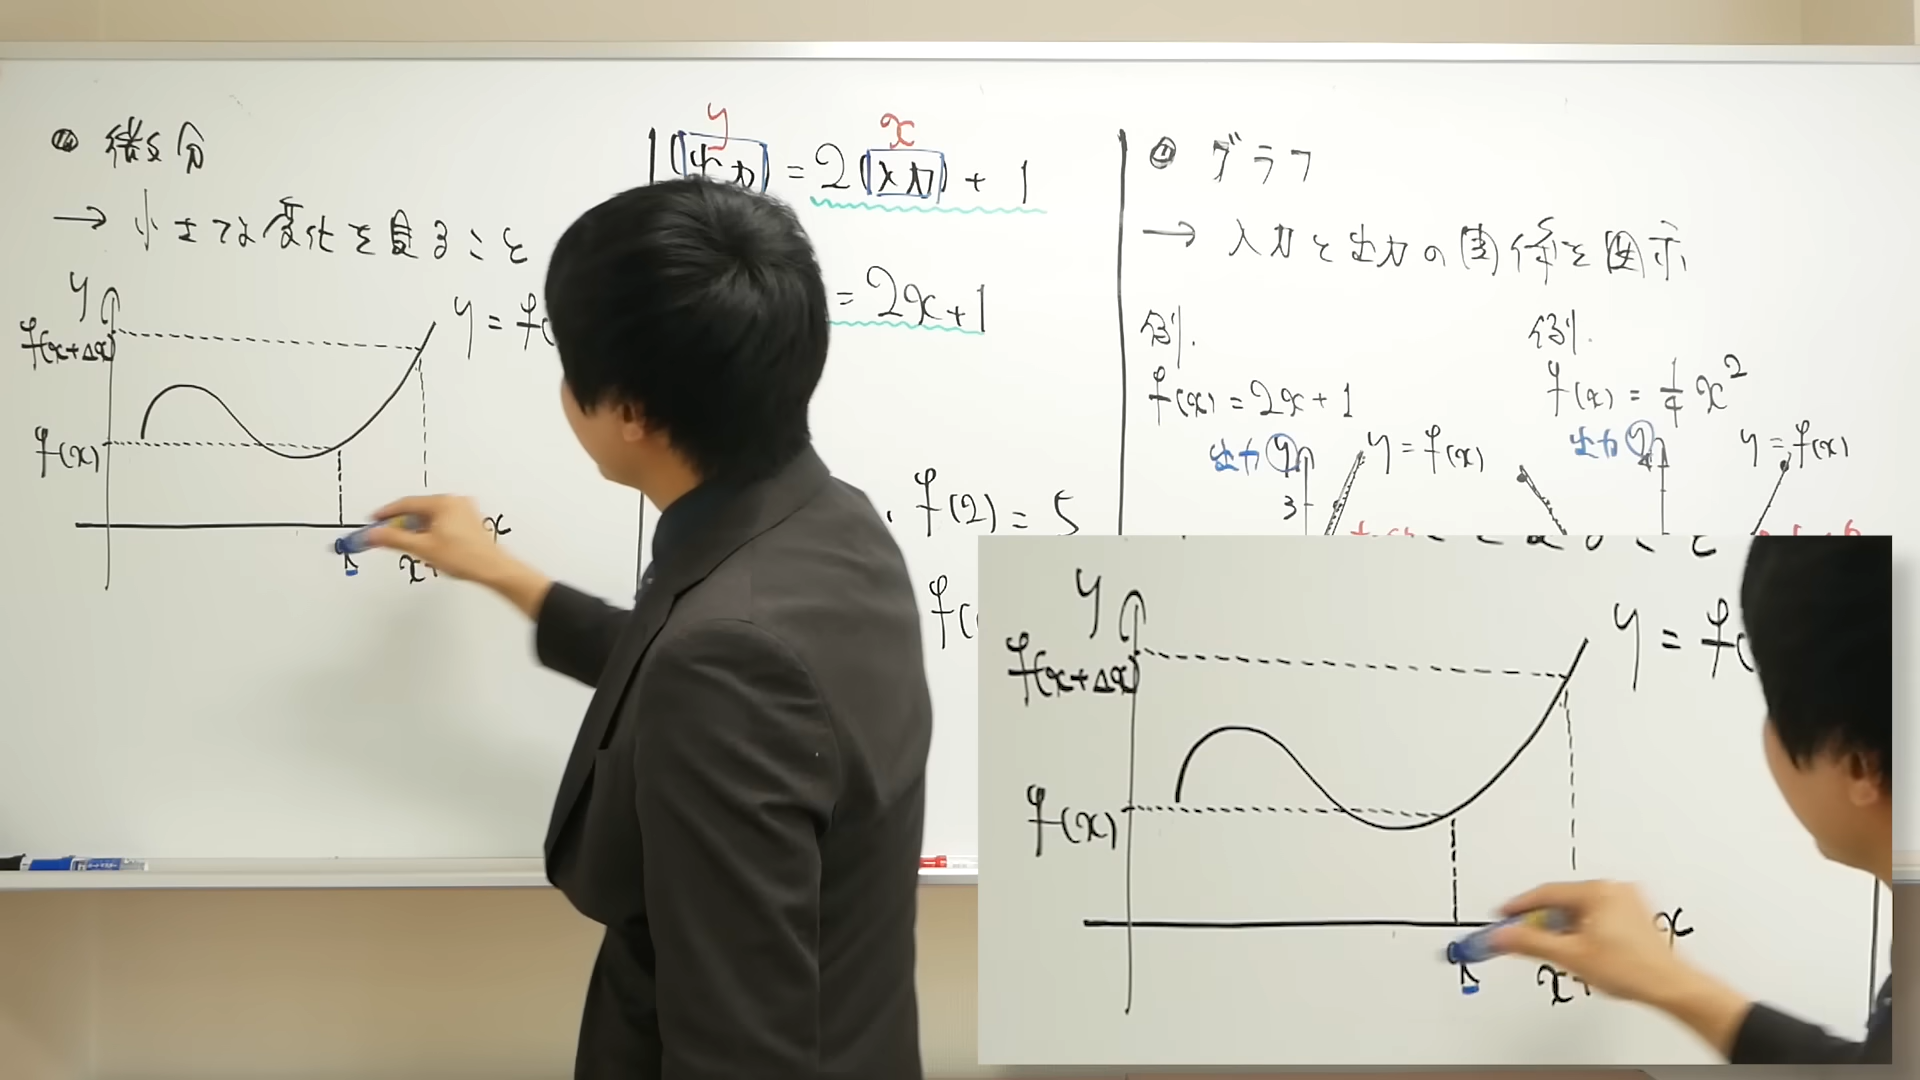 微分
→ 小さな変化を見ること
y
f(x+Δx)
f(x)
y = f(
x
x+
y x
(出力) = 2(入力) + 1
= 2x+1
f(2) = 5
f(
グラフ
→ 入力と出力の関係を図示
例.
f(x) = 2x+1
出力 y
y = f(x)
3
例.
f(x) = 1/4 x²
出力 y
4
y = f(x)
y
f(x+Δx)
f(x)
y = f(
x
x+